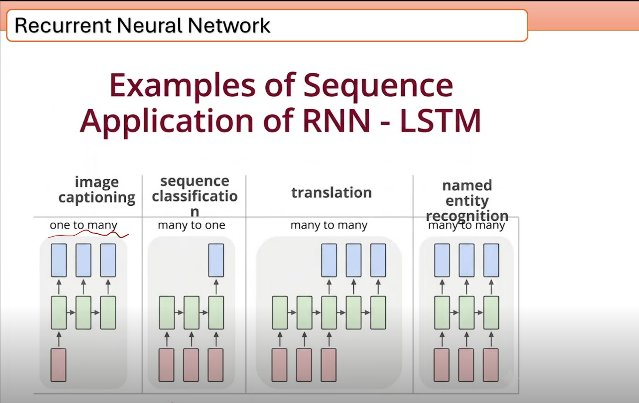 Recurrent Neural Network
Examples of Sequence
Application of RNN - LSTM
image
captioning
sequence
classificatio
n
translation
named
entity
recognition
one to many
many to one
many to many
many to many